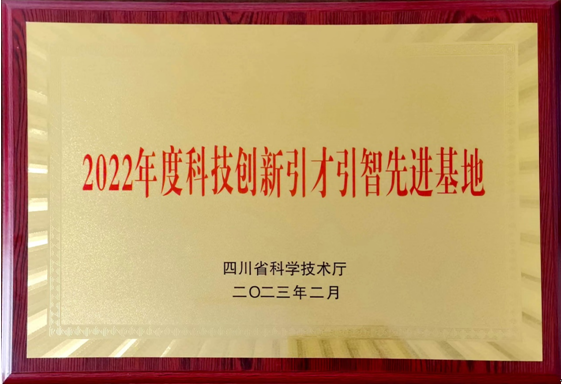 2022年度科技创新引才引智先进基地
四川省科学技术厅
二〇二三年二月